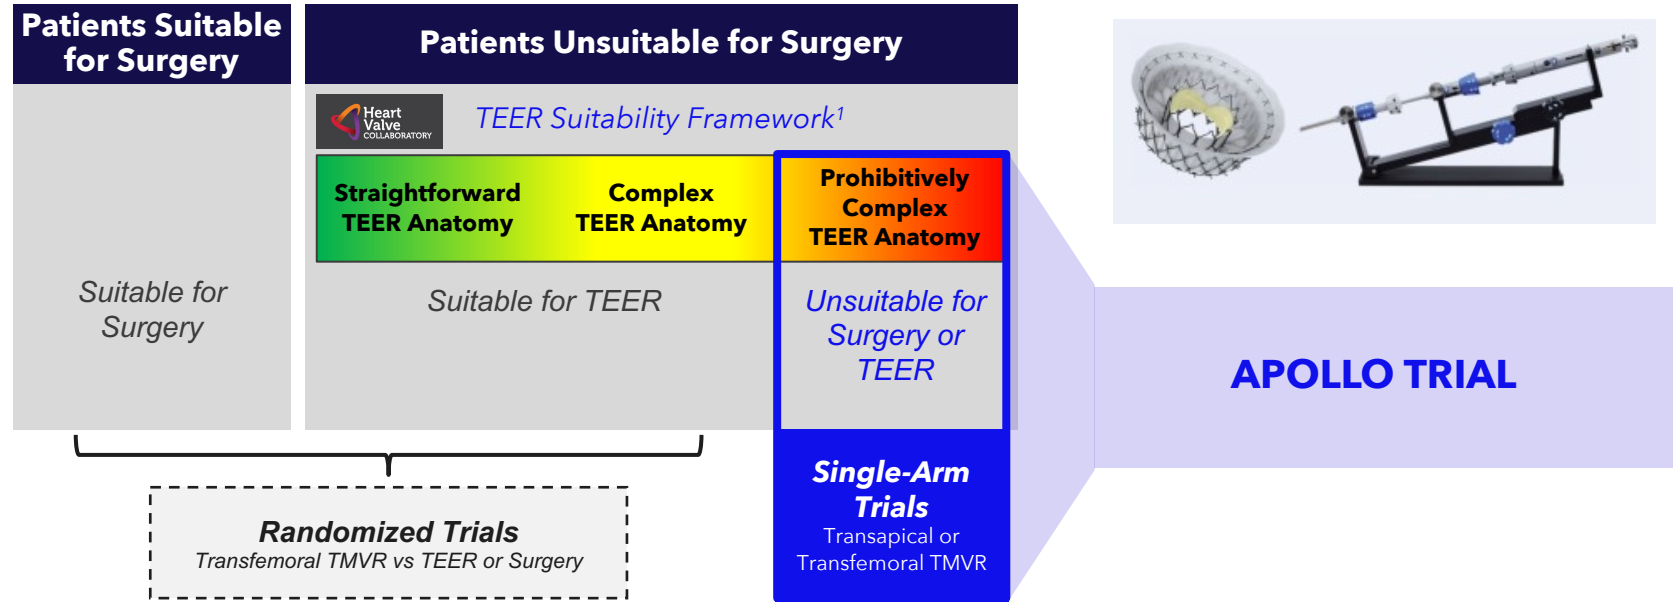 Patients Suitable
for Surgery
Patients Unsuitable for Surgery
Heart
Valve
COLLABORATORY
TEER Suitability Framework¹
Straightforward
TEER Anatomy
Complex
TEER Anatomy
Prohibitively
Complex
TEER Anatomy
Suitable for
Surgery
Suitable for TEER
Unsuitable for
Surgery or
TEER
APOLLO TRIAL
Randomized Trials
Transfemoral TMVR vs TEER or Surgery
Single-Arm
Trials
Transapical or
Transfemoral TMVR